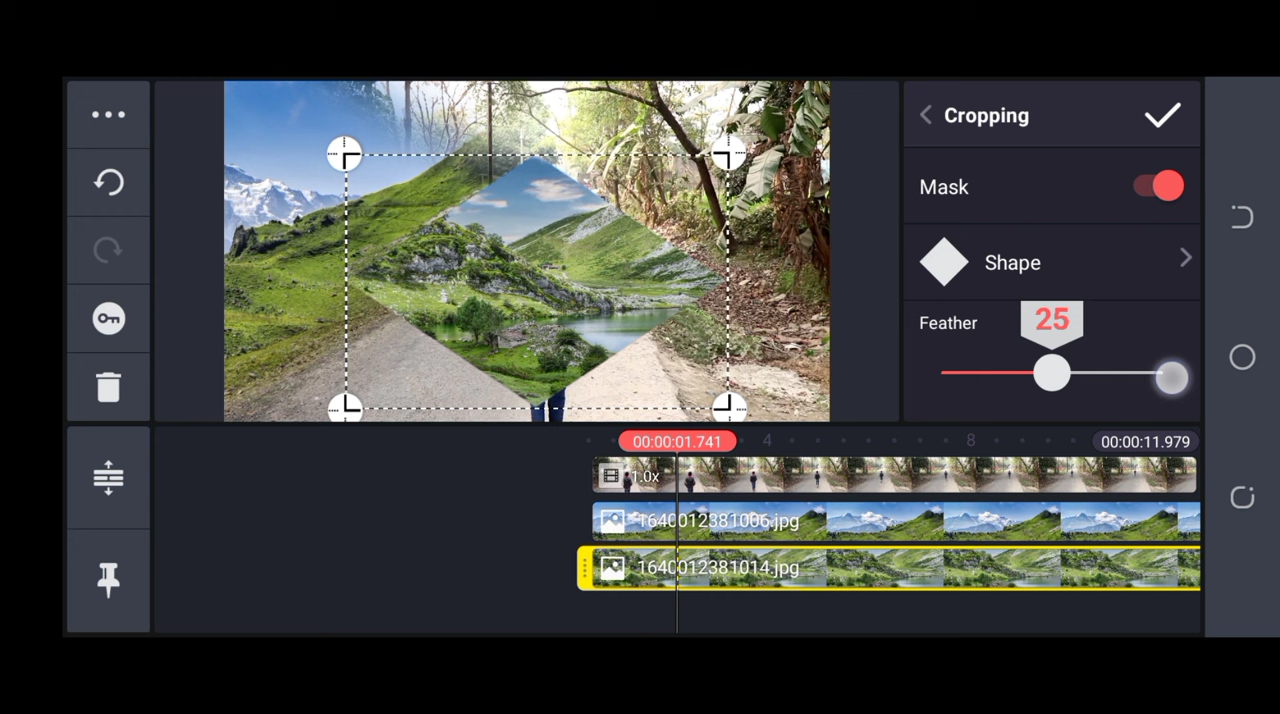 Cropping
Mask
Shape
Feather
25
00:00:01.741
4
8
00:00:11.979
1.0x
1640012381006.jpg
1640012381014.jpg